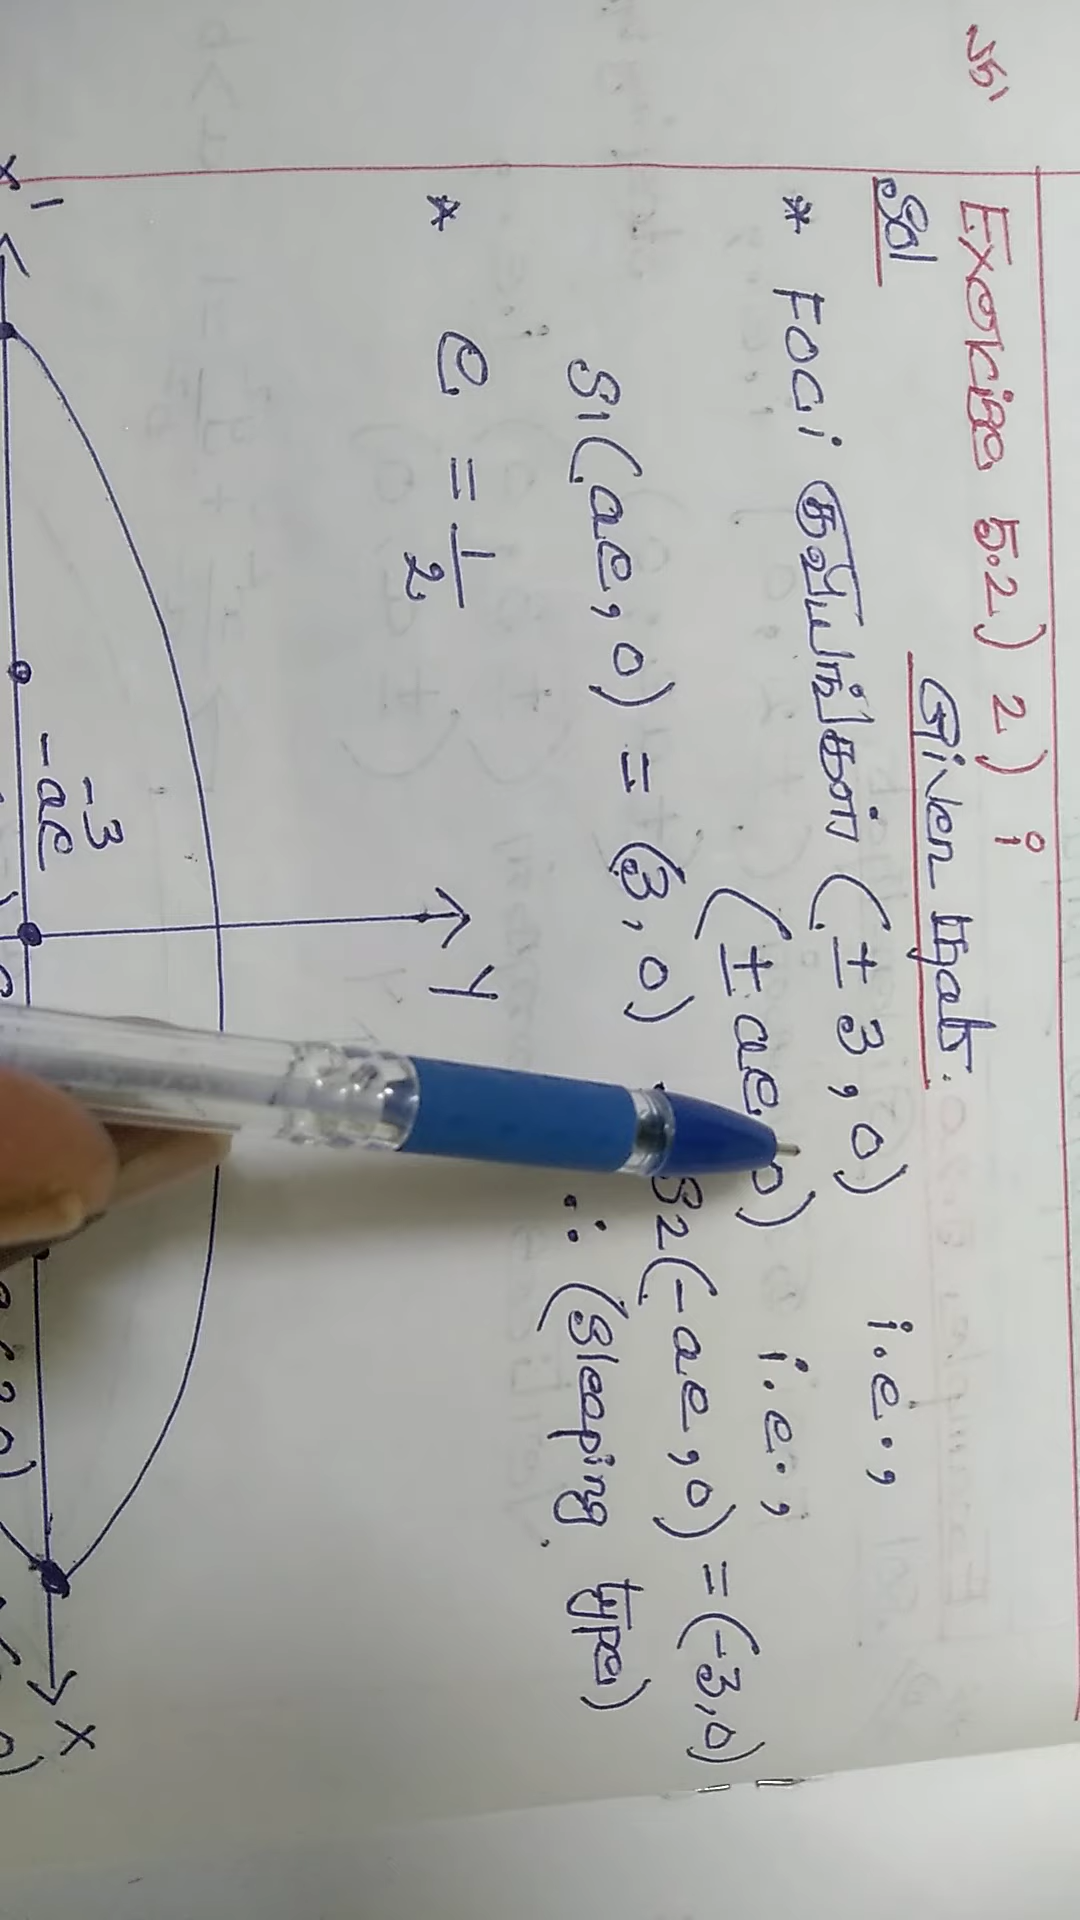 Exercise 5.2) 2) i
Sol
Given that:
* Foci குவியங்கள் (± 3, 0) i.e.,
(± ae, 0) i.e.,
S1(ae, 0) = (3, 0) S2(-ae, 0) = (-3, 0)
∴ (Sleaping type)
* e = 1/2
Y
-3
-ae
x'
x